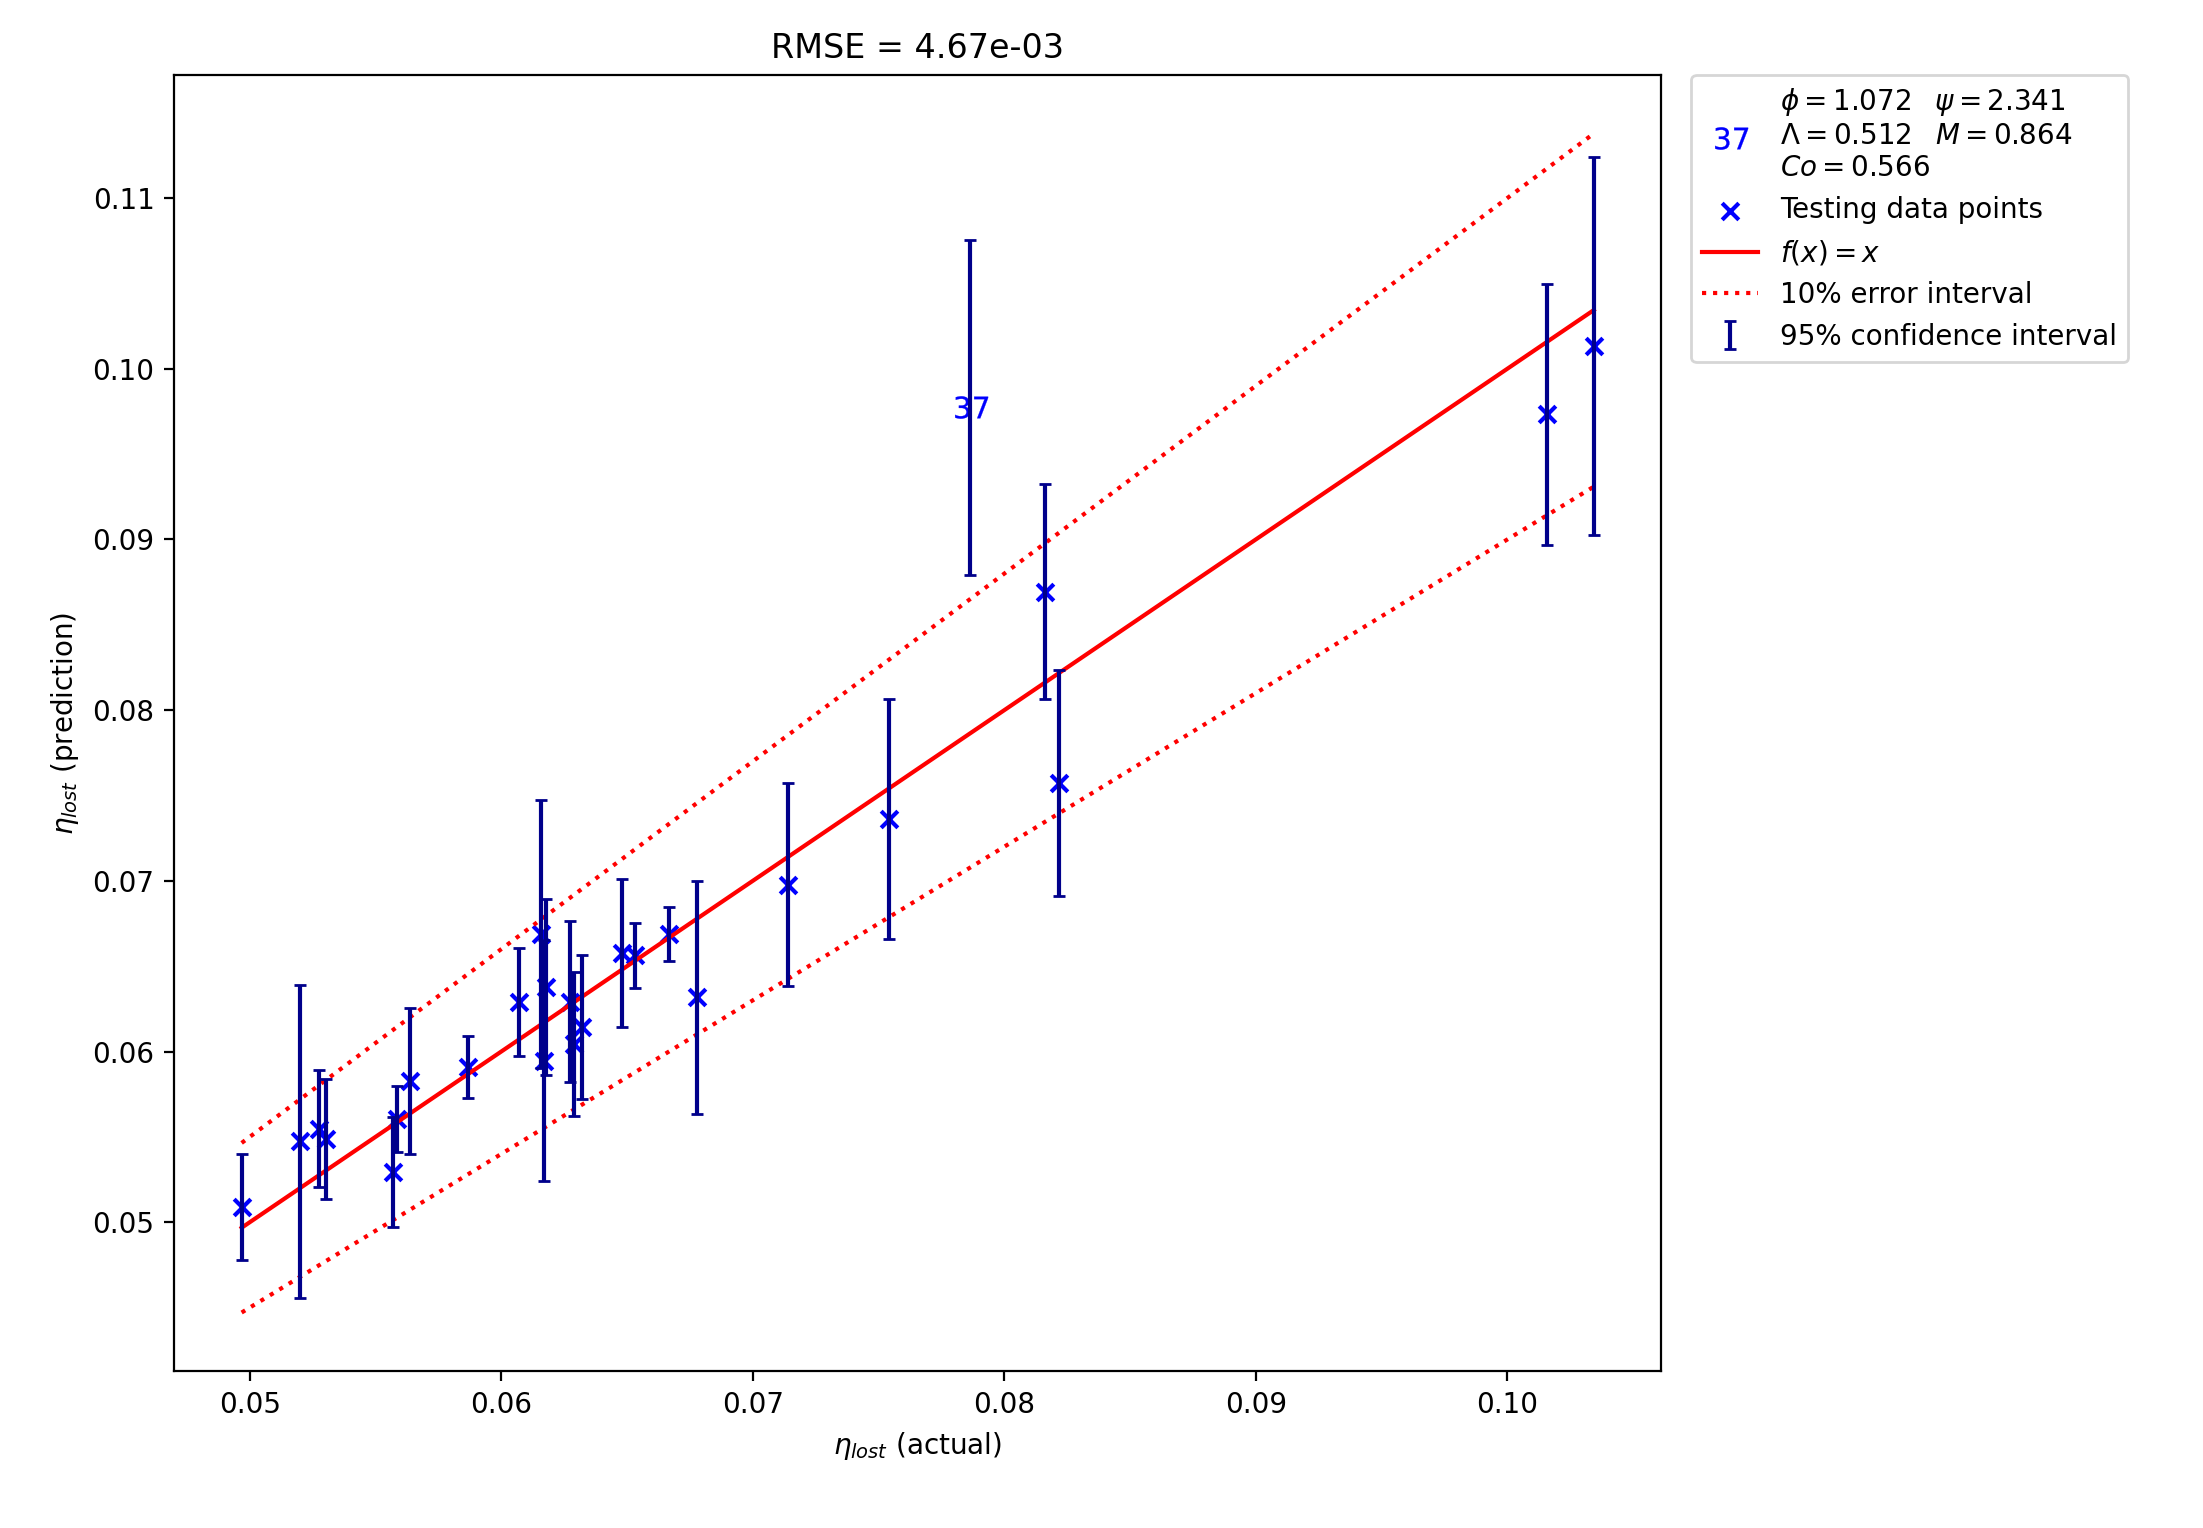 RMSE = 4.67e-03
37
ϕ = 1.072 ψ = 2.341
Λ = 0.512 M = 0.864
Co = 0.566
Testing data points
f(x) = x
10% error interval
95% confidence interval
η_lost (prediction)
0.11
0.10
0.09
0.08
0.07
0.06
0.05
37
0.05 0.06 0.07 0.08 0.09 0.10
η_lost (actual)